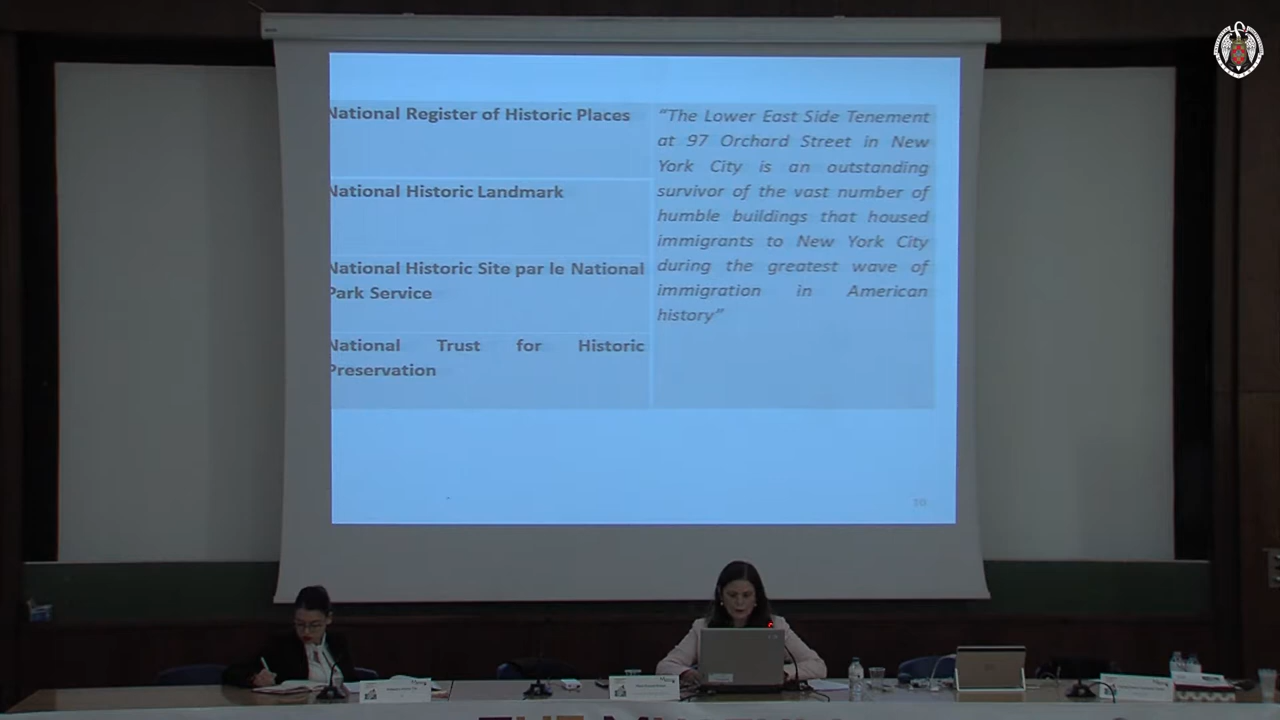 National Register of Historic Places
National Historic Landmark
National Historic Site par le National
Park Service
National Trust for Historic
Preservation
“The Lower East Side Tenement
at 97 Orchard Street in New
York City is an outstanding
survivor of the vast number of
humble buildings that housed
immigrants to New York City
during the greatest wave of
immigration in American
history”
10